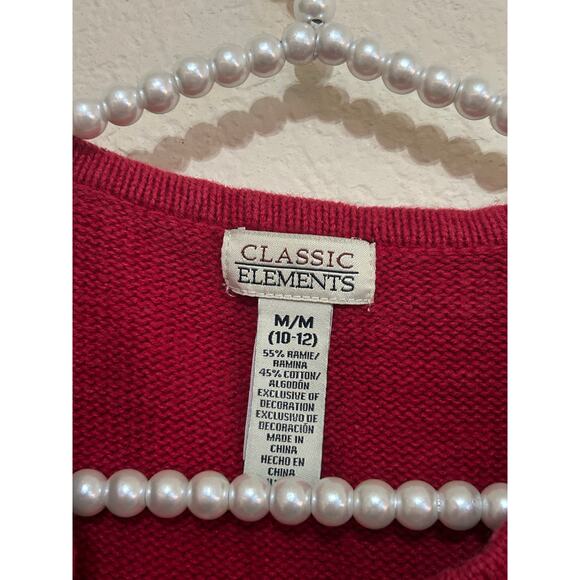 CLASSIC
ELEMENTS
M/M
(10-12)
55% RAMIE/
RAMINA
45% COTTON/
ALGODÓN
EXCLUSIVE OF
DECORATION
EXCLUSIVO DE
DECORACIÓN
MADE IN
CHINA
HECHO EN
CHINA